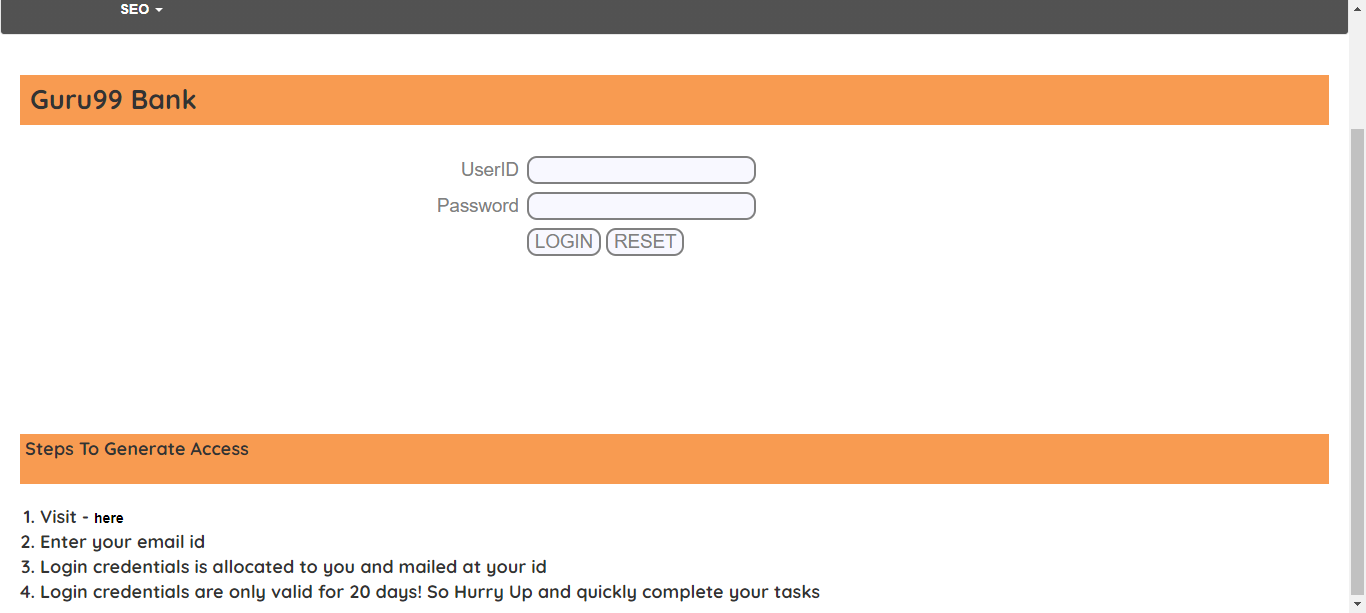 SEO
Guru99 Bank
UserID
Password
LOGIN RESET
Steps To Generate Access
1. Visit - here
2. Enter your email id
3. Login credentials is allocated to you and mailed at your id
4. Login credentials are only valid for 20 days! So Hurry Up and quickly complete your tasks